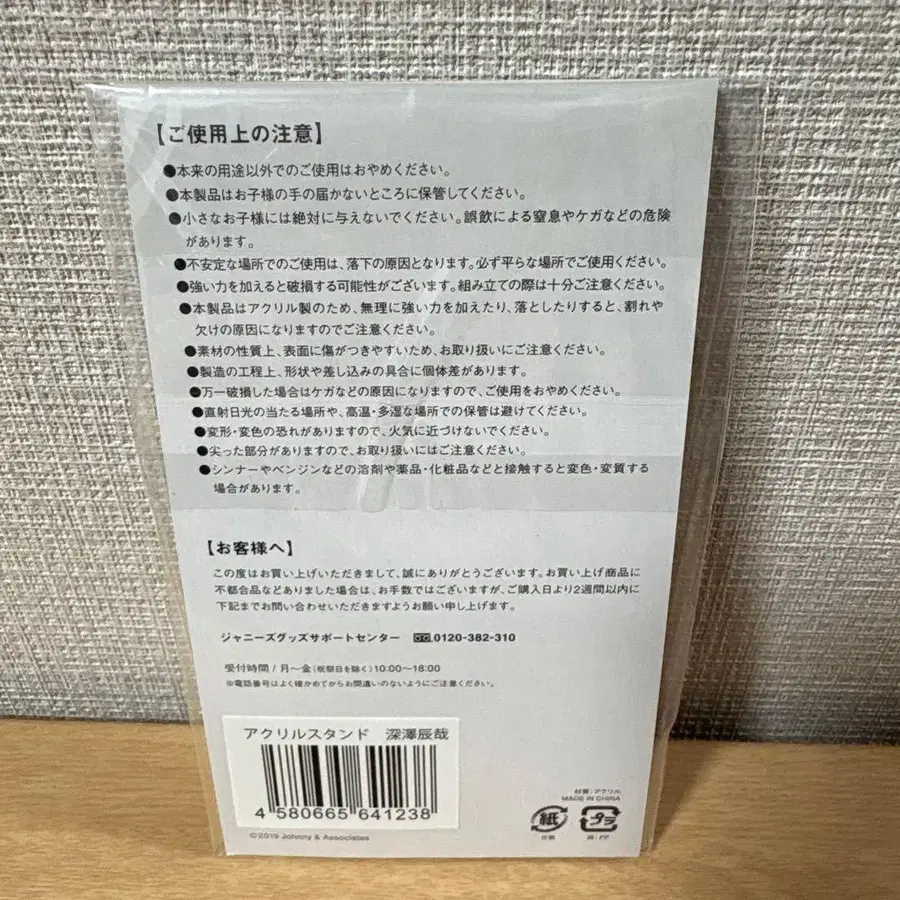 【ご使用上の注意】
●本来の用途以外でのご使用はおやめください。
●本製品はお子様の手の届かないところに保管してください。
●小さなお子様には絶対に与えないでください。誤飲による窒息やケガなどの危険
があります。
●不安定な場所でのご使用は、落下の原因となります。必ず平らな場所でご使用ください。
●強い力を加えると破損する可能性がございます。組み立ての際は十分ご注意ください。
●本製品はアクリル製のため、無理に強い力を加えたり、落としたりすると、割れや
欠けの原因になりますのでご注意ください。
●素材の性質上、表面に傷がつきやすいため、お取り扱いにご注意ください。
●製造の工程上、形状や差し込みの具合に個体差があります。
●万一破損した場合はケガなどの原因になりますので、ご使用をおやめください。
●直射日光の当たる場所や、高温・多湿な場所での保管は避けてください。
●変形・変色の恐れがありますので、火気に近づけないでください。
●尖った部分がありますので、お取り扱いにはご注意ください。
●シンナーやベンジンなどの溶剤や薬品・化粧品などと接触すると変色・変質する
場合があります。
【お客様へ】
この度はお買い上げいただきまして、誠にありがとうございます。お買い上げ商品に
不都合品などありました場合は、お手数ではございますが、ご購入日より2週間以内に
下記までお問い合わせいただきますようお願い申し上げます。
ジャニーズグッズサポートセンター 0120-382-310
受付時間 / 月〜金(祝祭日を除く)10:00〜18:00
※電話番号はよく確かめてからお間違いのないようにご注意ください。
アクリルスタンド 深澤辰哉
4 580665 641238
©2019 Johnny & Associates
材質:アクリル
MADE IN CHINA
紙
プラ
台紙
袋:PP